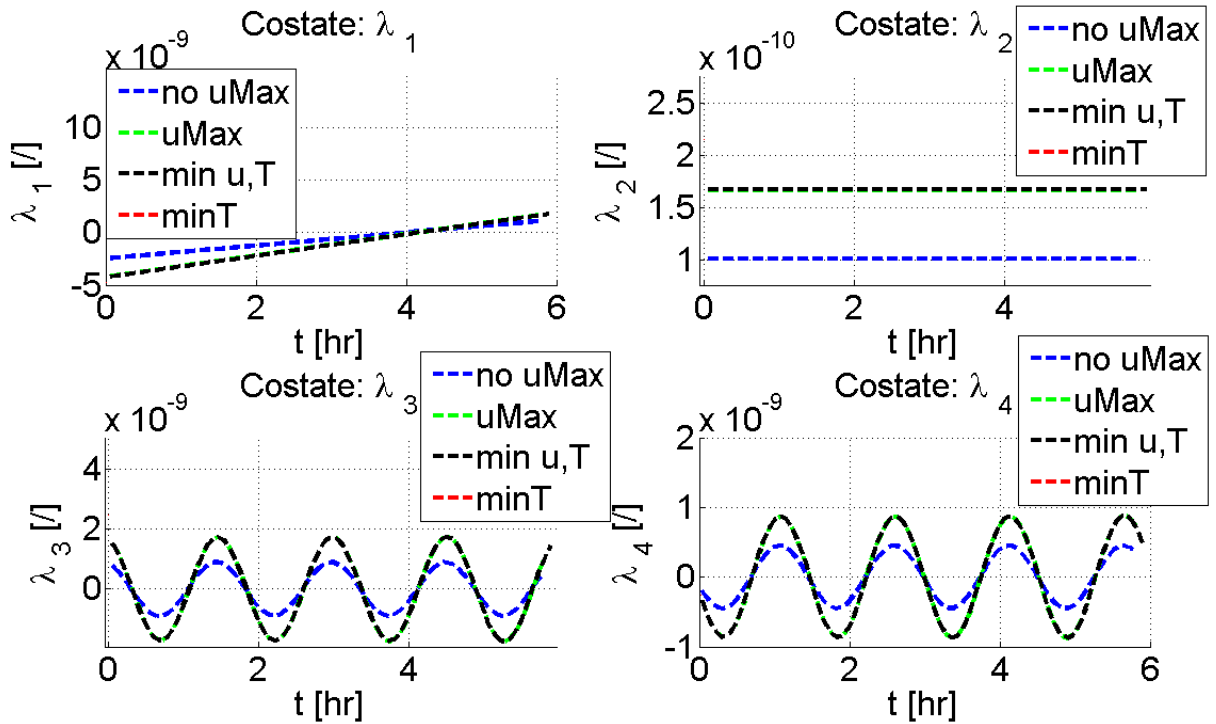 Costate: λ 1
x 10-9
no uMax
uMax
min u,T
minT
10
5
0
-5
λ 1 [/]
0 2 4 6
t [hr]
Costate: λ 2
x 10-10
no uMax
uMax
min u,T
minT
2.5
2
1.5
1
λ 2 [/]
0 2 4
t [hr]
Costate: λ 3
x 10-9
no uMax
uMax
min u,T
minT
4
2
0
λ 3 [/]
0 2 4
t [hr]
Costate: λ 4
x 10-9
no uMax
uMax
min u,T
minT
2
1
0
-1
λ 4 [/]
0 2 4 6
t [hr]